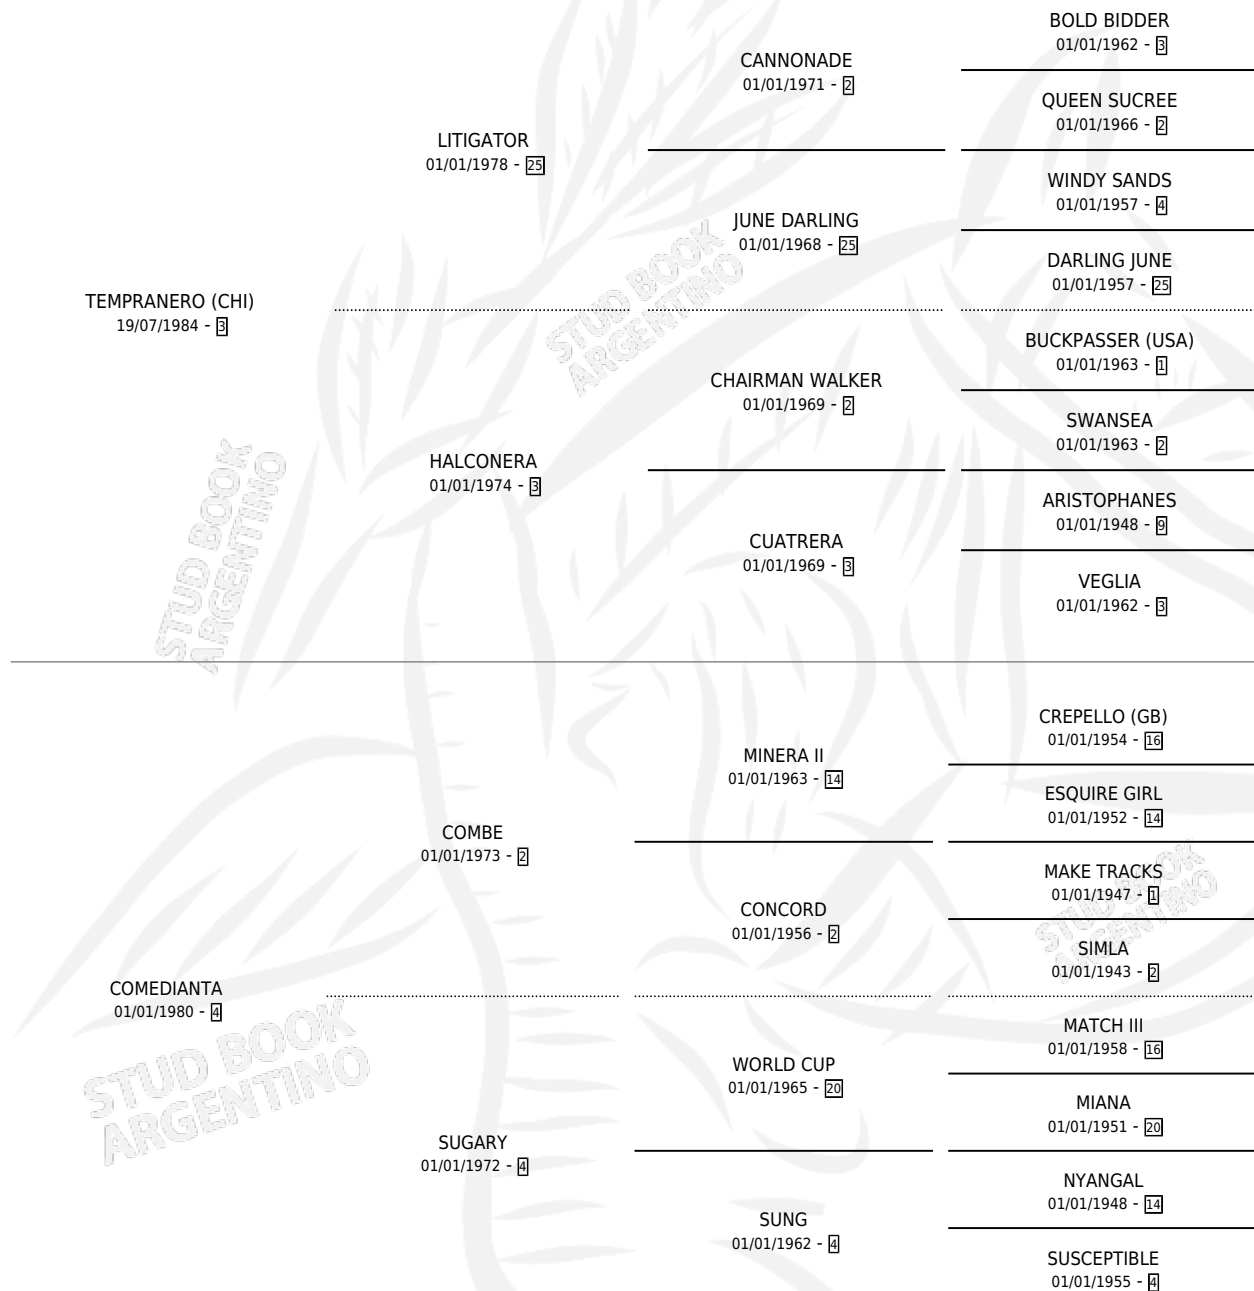 BOLD BIDDER
01/01/1962 - 3
CANNONADE
01/01/1971 - 2
QUEEN SUCREE
01/01/1966 - 2
LITIGATOR
01/01/1978 - 25
WINDY SANDS
01/01/1957 - 4
JUNE DARLING
01/01/1968 - 25
DARLING JUNE
01/01/1957 - 25
TEMPRANERO (CHI)
19/07/1984 - 3
STUD BOOK
ARGENTINO
BUCKPASSER (USA)
01/01/1963 - 1
CHAIRMAN WALKER
01/01/1969 - 2
SWANSEA
01/01/1963 - 2
HALCONERA
01/01/1974 - 3
ARISTOPHANES
01/01/1948 - 9
CUATRERA
01/01/1969 - 3
VEGLIA
01/01/1962 - 3
STUD BOOK
ARGENTINO
CREPELLO (GB)
01/01/1954 - 16
MINERA II
01/01/1963 - 14
ESQUIRE GIRL
01/01/1952 - 14
COMBE
01/01/1973 - 2
MAKE TRACKS
01/01/1947 - 1
CONCORD
01/01/1956 - 2
STUD BOOK
ARGENTINO
SIMLA
01/01/1943 - 2
COMEDIANTA
01/01/1980 - 4
STUD BOOK
ARGENTINO
MATCH III
01/01/1958 - 16
WORLD CUP
01/01/1965 - 20
MIANA
01/01/1951 - 20
SUGARY
01/01/1972 - 4
NYANGAL
01/01/1948 - 14
SUNG
01/01/1962 - 4
SUSCEPTIBLE
01/01/1955 - 4